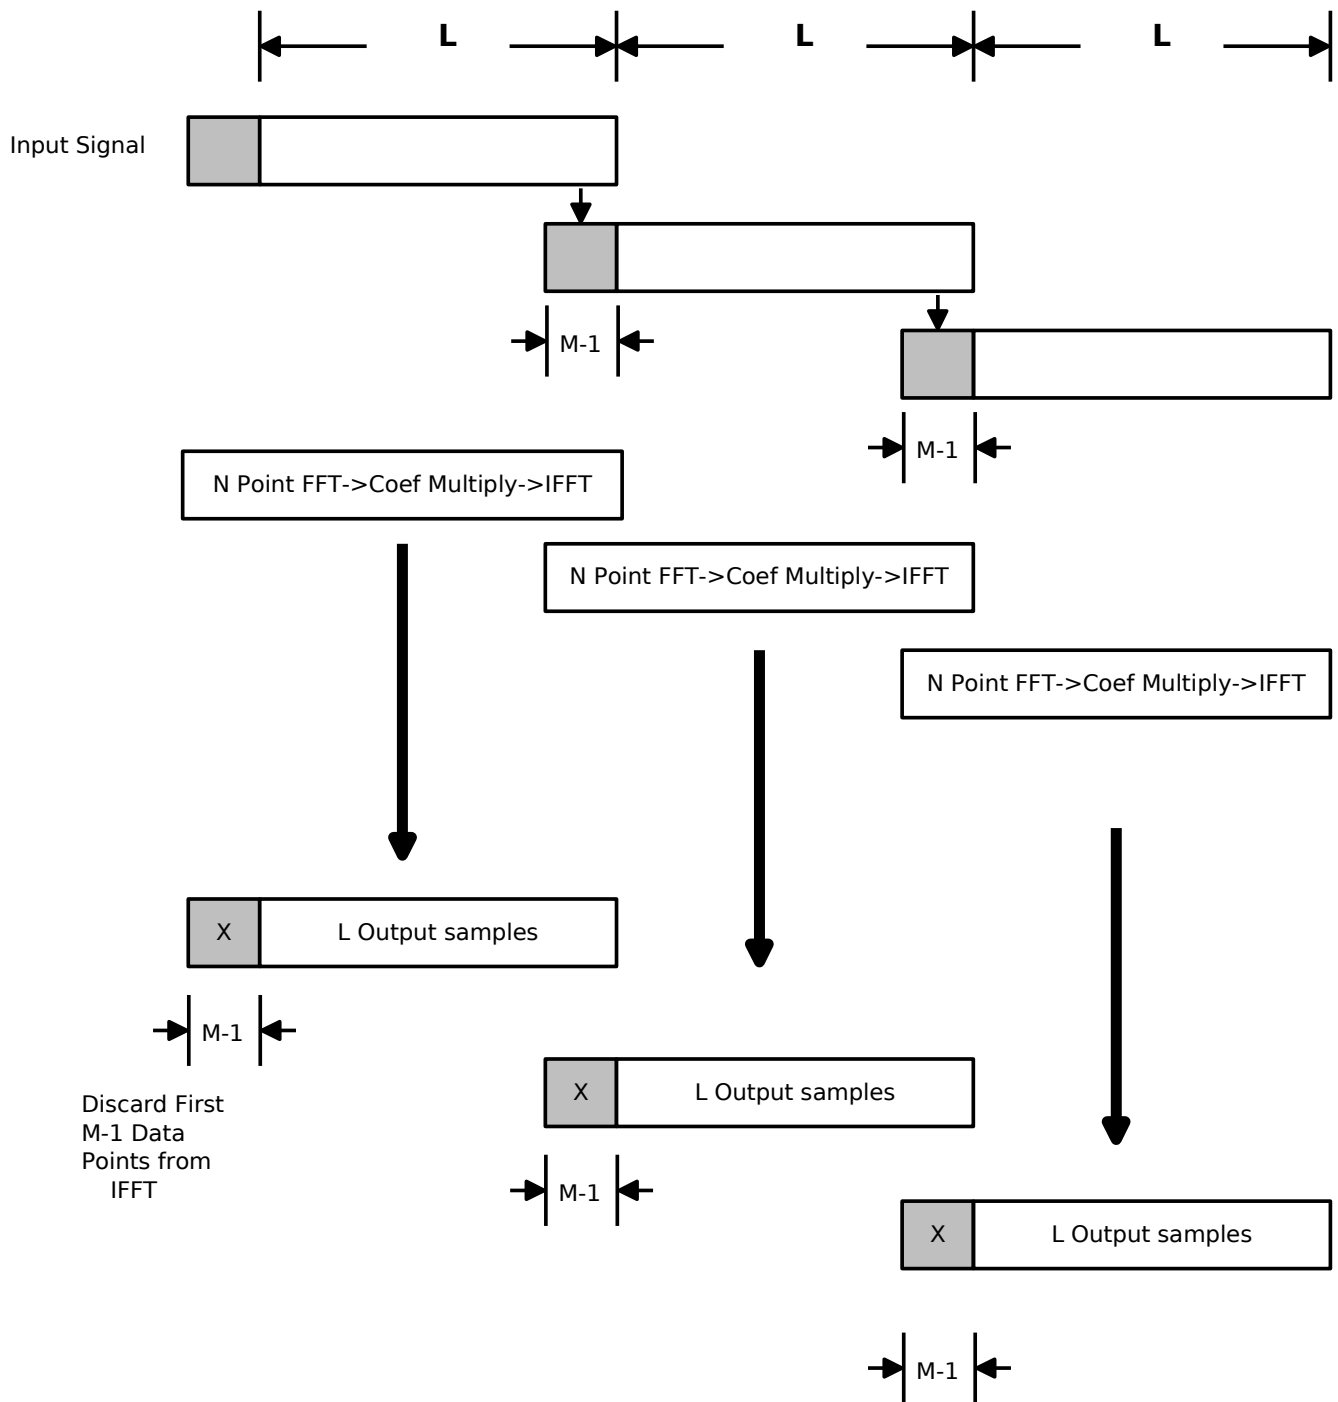 L L L
Input Signal
M-1
M-1
N Point FFT->Coef Multiply->IFFT
N Point FFT->Coef Multiply->IFFT
N Point FFT->Coef Multiply->IFFT
X L Output samples
M-1
Discard First
M-1 Data
Points from
IFFT
X L Output samples
M-1
X L Output samples
M-1